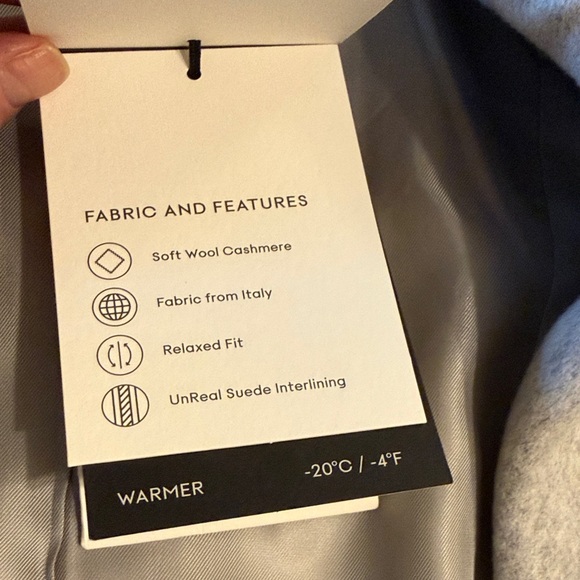 FABRIC AND FEATURES
Soft Wool Cashmere
Fabric from Italy
Relaxed Fit
UnReal Suede Interlining
WARMER -20°C / -4°F